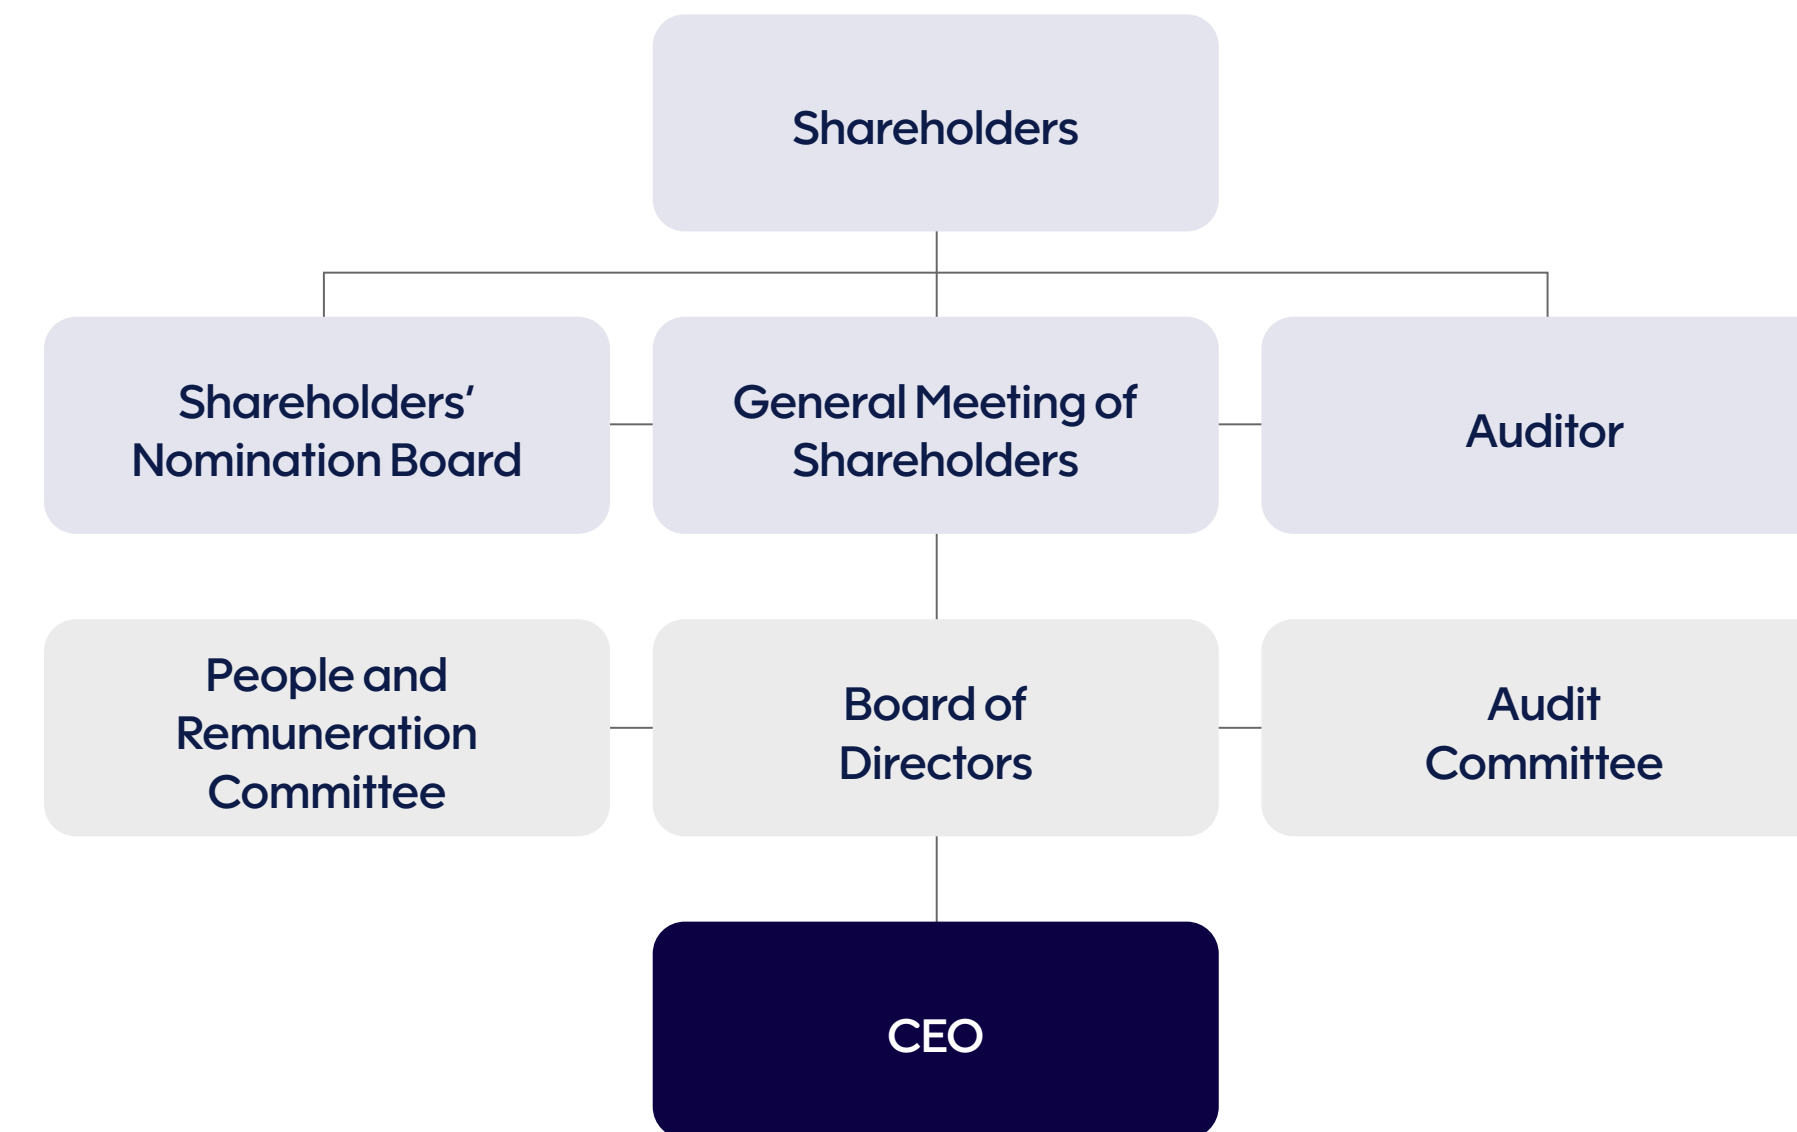 Shareholders
Shareholders’
Nomination Board
General Meeting of
Shareholders
Auditor
People and
Remuneration
Committee
Board of
Directors
Audit
Committee
CEO